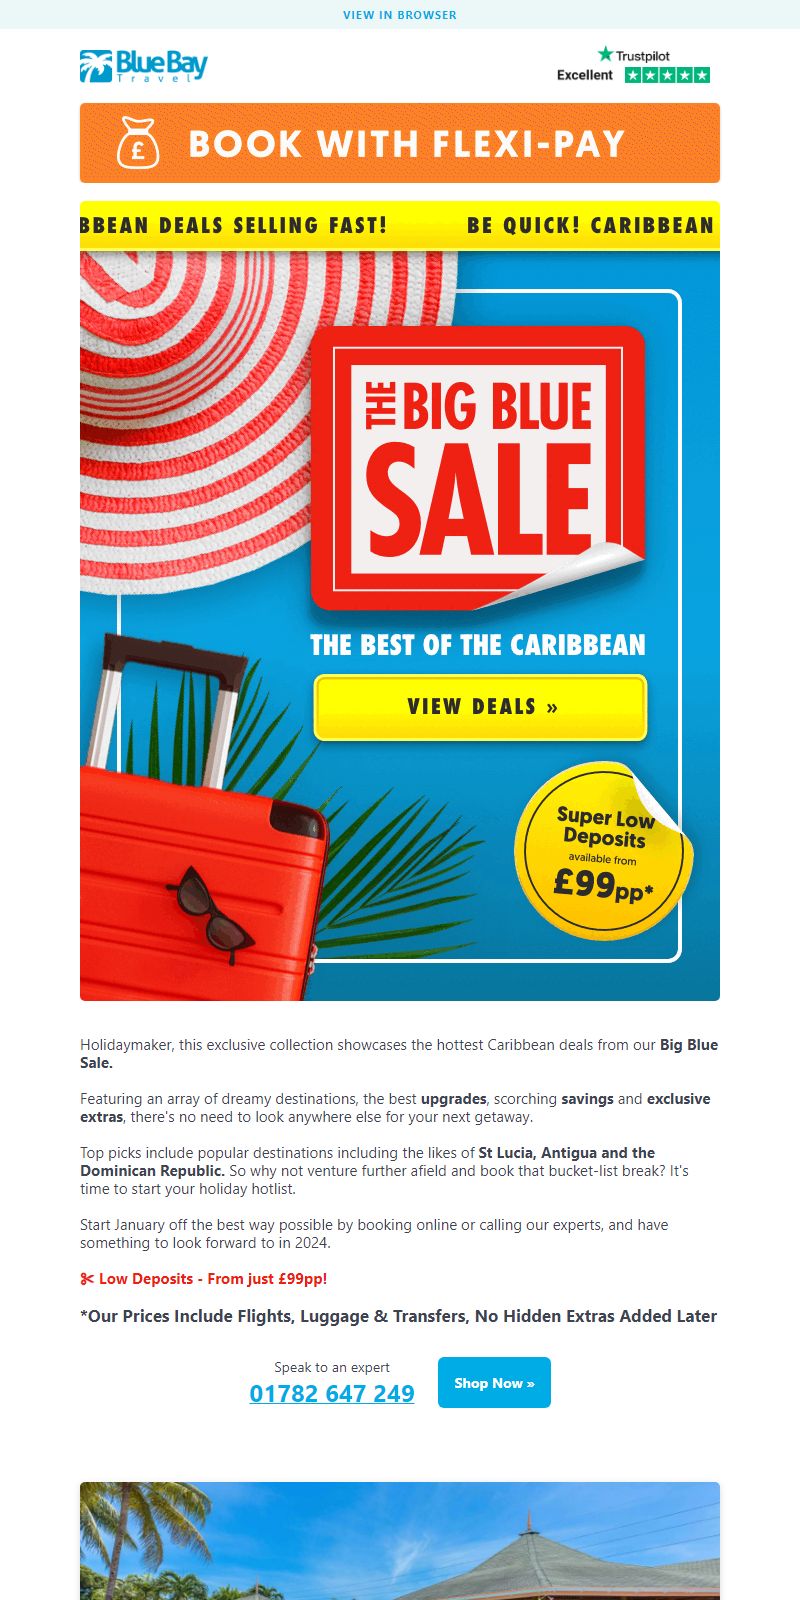 VIEW IN BROWSER
Blue Bay
Travel
Trustpilot
Excellent
£
BOOK WITH FLEXI-PAY
BBEAN DEALS SELLING FAST! BE QUICK! CARIBBEAN
THE BIG BLUE
SALE
THE BEST OF THE CARIBBEAN
VIEW DEALS »
Super Low
Deposits
available from
£99pp*
Holidaymaker, this exclusive collection showcases the hottest Caribbean deals from our Big Blue
Sale.
Featuring an array of dreamy destinations, the best upgrades, scorching savings and exclusive
extras, there's no need to look anywhere else for your next getaway.
Top picks include popular destinations including the likes of St Lucia, Antigua and the
Dominican Republic. So why not venture further afield and book that bucket-list break? It's
time to start your holiday hotlist.
Start January off the best way possible by booking online or calling our experts, and have
something to look forward to in 2024.
✂ Low Deposits - From just £99pp!
*Our Prices Include Flights, Luggage & Transfers, No Hidden Extras Added Later
Speak to an expert
01782 647 249
Shop Now »